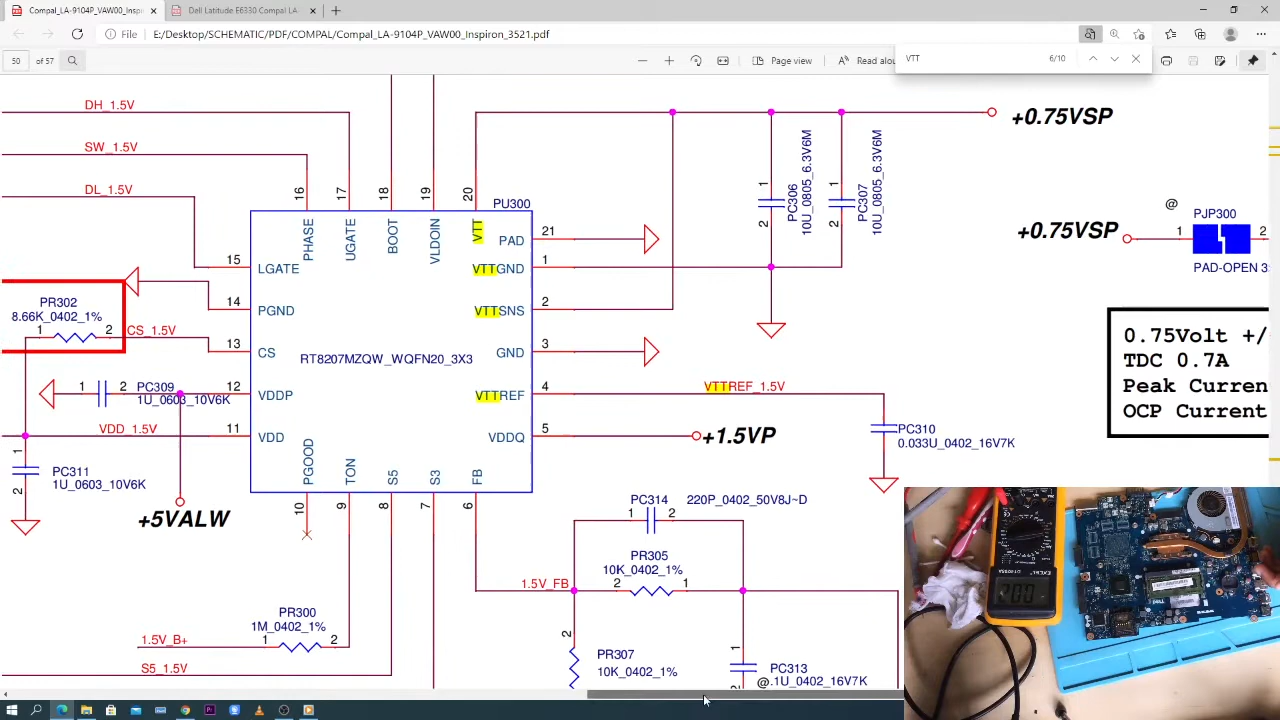 Compal_LA-9104P_VAW00_Inspi
Dell Latitude E6330 Compal LA-
File
E:/Desktop/SCHEMATIC/PDF/COMPAL/Compal_LA-9104P_VAW00_Inspiron_3521.pdf
50 of 57
Page view
Read alou
VTT
6/10
DH_1.5V
SW_1.5V
DL_1.5V
+0.75VSP
16
17
18
19
20
PU300
PHASE
UGATE
BOOT
VLDOIN
VTT
PAD
21
15
LGATE
VTTGND
1
14
PGND
VTTSNS
2
13
CS
GND
3
12
VDDP
VTTREF
4
11
VDD
VDDQ
5
RT8207MZQW_WQFN20_3X3
PGOOD
TON
S5
S3
FB
10
9
8
7
6
1
2
PC306
10U_0805_6.3V6M
1
2
PC307
10U_0805_6.3V6M
@
PJP300
+0.75VSP
1
2
PAD-OPEN 3
PR302
8.66K_0402_1%
1
2
CS_1.5V
0.75Volt +/
TDC 0.7A
Peak Curren
OCP Current
1
2
PC309
1U_0603_10V6K
VDD_1.5V
1
2
PC311
1U_0603_10V6K
+5VALW
VTTREF_1.5V
+1.5VP
PC310
0.033U_0402_16V7K
PC314
220P_0402_50V8J~D
1
2
PR305
10K_0402_1%
1.5V_FB
2
1
PR300
1M_0402_1%
1.5V_B+
1
2
S5_1.5V
2
PR307
10K_0402_1%
1
PC313
@.1U_0402_16V7K